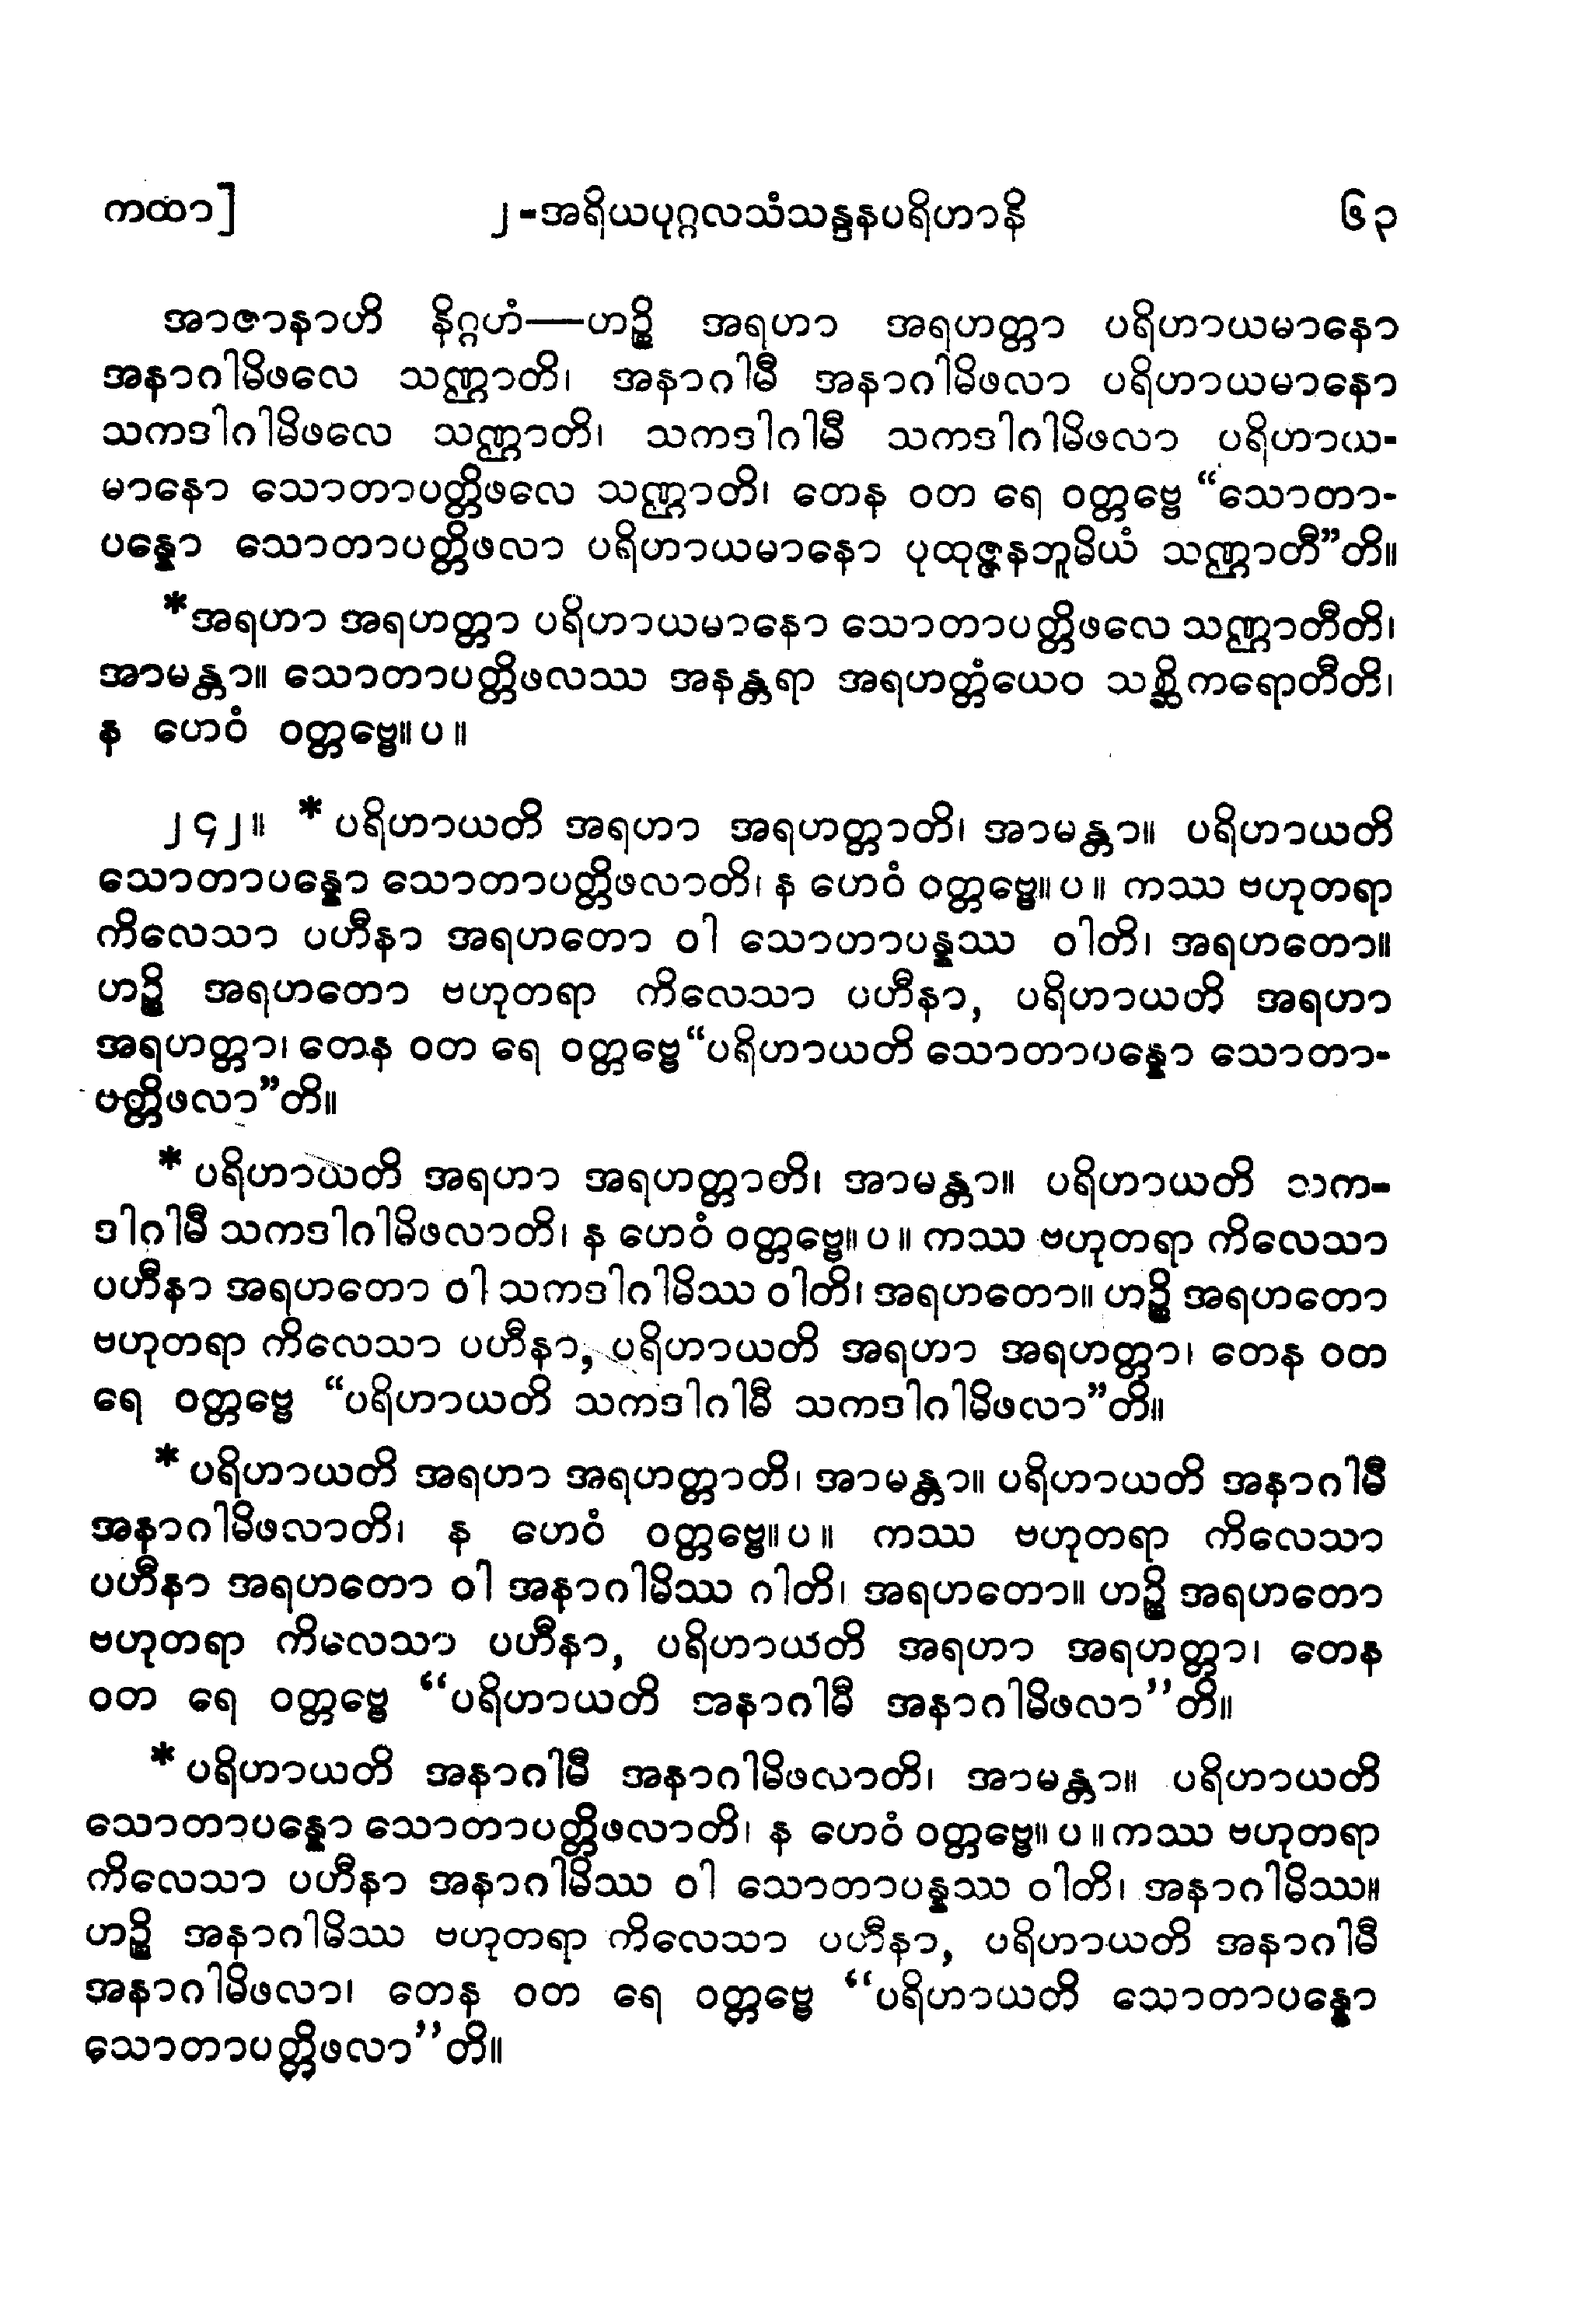 ကထာ] ၂-အရိယပုဂ္ဂလသံသန္ဒနပရိဟာနိ ၆၃
အာဇာနာဟိ နိဂ္ဂဟံ—ဟဉ္စိ အရဟာ အရဟတ္တာ ပရိဟာယမာနော
အနာဂါမိဖလေ သဏ္ဌာတိ၊ အနာဂါမီ အနာဂါမိဖလာ ပရိဟာယမာနော
သကဒါဂါမိဖလေ သဏ္ဌာတိ၊ သကဒါဂါမီ သကဒါဂါမိဖလာ ပရိဟာယ-
မာနော သောတာပတ္တိဖလေ သဏ္ဌာတိ၊ တေန ဝတ ရေ ဝတ္တဗ္ဗေ “သောတာ-
ပန္နော သောတာပတ္တိဖလာ ပရိဟာယမာနော ပုထုဇ္ဇနဘူမိယံ သဏ္ဌာတီ”တိ။
*အရဟာ အရဟတ္တာ ပရိဟာယမာနော သောတာပတ္တိဖလေ သဏ္ဌာတီတိ၊
အာမန္တာ။ သောတာပတ္တိဖလဿ အနန္တရာ အရဟတ္တံယေဝ သစ္ဆိကရောတီတိ၊
န ဟေဝံ ဝတ္တဗ္ဗေ။ ပ ။
၂၄၂။ * ပရိဟာယတိ အရဟာ အရဟတ္တာတိ၊ အာမန္တာ။ ပရိဟာယတိ
သောတာပန္နော သောတာပတ္တိဖလာတိ၊ န ဟေဝံ ဝတ္တဗ္ဗေ။ ပ ။ ကဿ ဗဟုတရာ
ကိလေသာ ပဟီနာ အရဟတော ဝါ သောဟာပန္နဿ ဝါတိ၊ အရဟတော။
ဟဉ္စိ အရဟတော ဗဟုတရာ ကိလေသာ ပဟီနာ, ပရိဟာယတိ အရဟာ
အရဟတ္တာ၊ တေန ဝတ ရေ ဝတ္တဗ္ဗေ “ပရိဟာယတိ သောတာပန္နော သောတာ-
ပတ္တိဖလာ”တိ။
* ပရိဟာယတိ အရဟာ အရဟတ္တာတိ၊ အာမန္တာ။ ပရိဟာယတိ သက-
ဒါဂါမီ သကဒါဂါမိဖလာတိ၊ န ဟေဝံ ဝတ္တဗ္ဗေ။ ပ ။ ကဿ ဗဟုတရာ ကိလေသာ
ပဟီနာ အရဟတော ဝါ သကဒါဂါမိဿ ဝါတိ၊ အရဟတော။ ဟဉ္စိ အရဟတော
ဗဟုတရာ ကိလေသာ ပဟီနာ, ပရိဟာယတိ အရဟာ အရဟတ္တာ၊ တေန ဝတ
ရေ ဝတ္တဗ္ဗေ “ပရိဟာယတိ သကဒါဂါမီ သကဒါဂါမိဖလာ”တိ။
* ပရိဟာယတိ အရဟာ အရဟတ္တာတိ၊ အာမန္တာ။ ပရိဟာယတိ အနာဂါမီ
အနာဂါမိဖလာတိ၊ န ဟေဝံ ဝတ္တဗ္ဗေ။ ပ ။ ကဿ ဗဟုတရာ ကိလေသာ
ပဟီနာ အရဟတော ဝါ အနာဂါမိဿ ဂါတိ၊ အရဟတော။ ဟဉ္စိ အရဟတော
ဗဟုတရာ ကိလေသာ ပဟီနာ, ပရိဟာယတိ အရဟာ အရဟတ္တာ၊ တေန
ဝတ ရေ ဝတ္တဗ္ဗေ “ပရိဟာယတိ အနာဂါမီ အနာဂါမိဖလာ”တိ။
* ပရိဟာယတိ အနာဂါမီ အနာဂါမိဖလာတိ၊ အာမန္တာ။ ပရိဟာယတိ
သောတာပန္နော သောတာပတ္တိဖလာတိ၊ န ဟေဝံ ဝတ္တဗ္ဗေ။ ပ ။ ကဿ ဗဟုတရာ
ကိလေသာ ပဟီနာ အနာဂါမိဿ ဝါ သောတာပန္နဿ ဝါတိ၊ အနာဂါမိဿ။
ဟဉ္စိ အနာဂါမိဿ ဗဟုတရာ ကိလေသာ ပဟီနာ, ပရိဟာယတိ အနာဂါမီ
အနာဂါမိဖလာ၊ တေန ဝတ ရေ ဝတ္တဗ္ဗေ “ပရိဟာယတိ သောတာပန္နော
သောတာပတ္တိဖလာ”တိ။